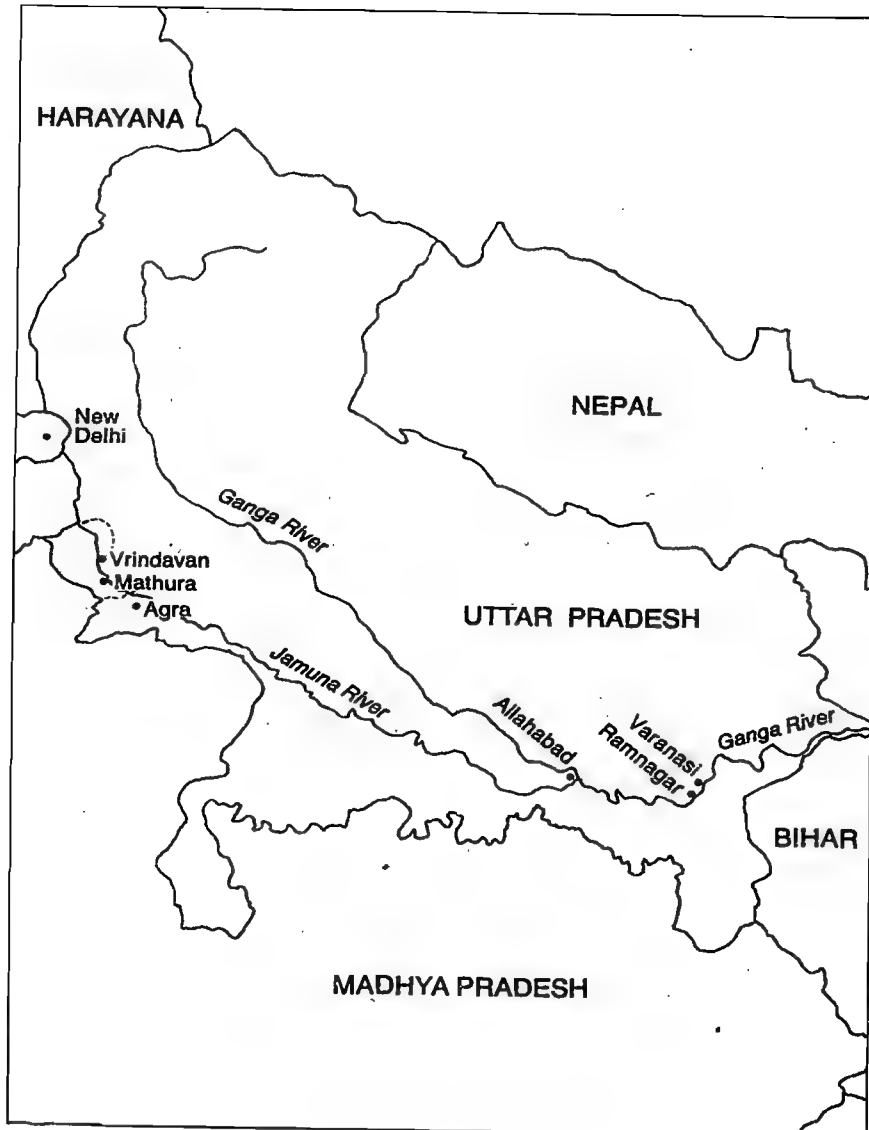 HARAYANA
New
Delhi
NEPAL
Ganga River
Vrindavan
Mathura
Agra
UTTAR PRADESH
Jamuna River
Allahabad
Varanasi
Ramnagar
Ganga River
BIHAR
MADHYA PRADESH